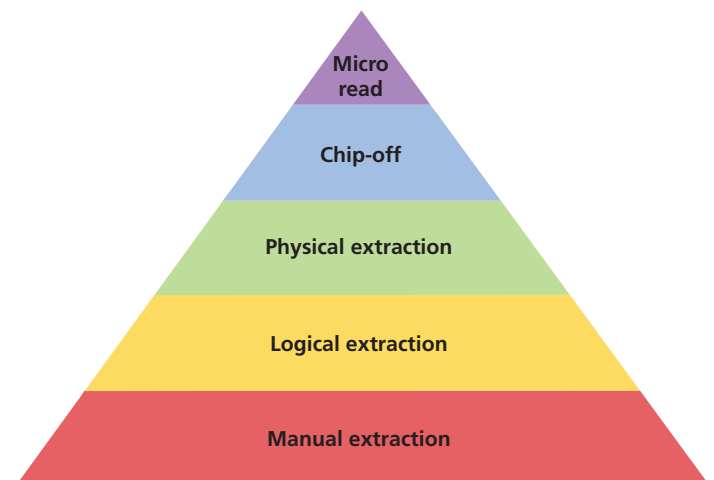 Micro
read
Chip-off
Physical extraction
Logical extraction
Manual extraction